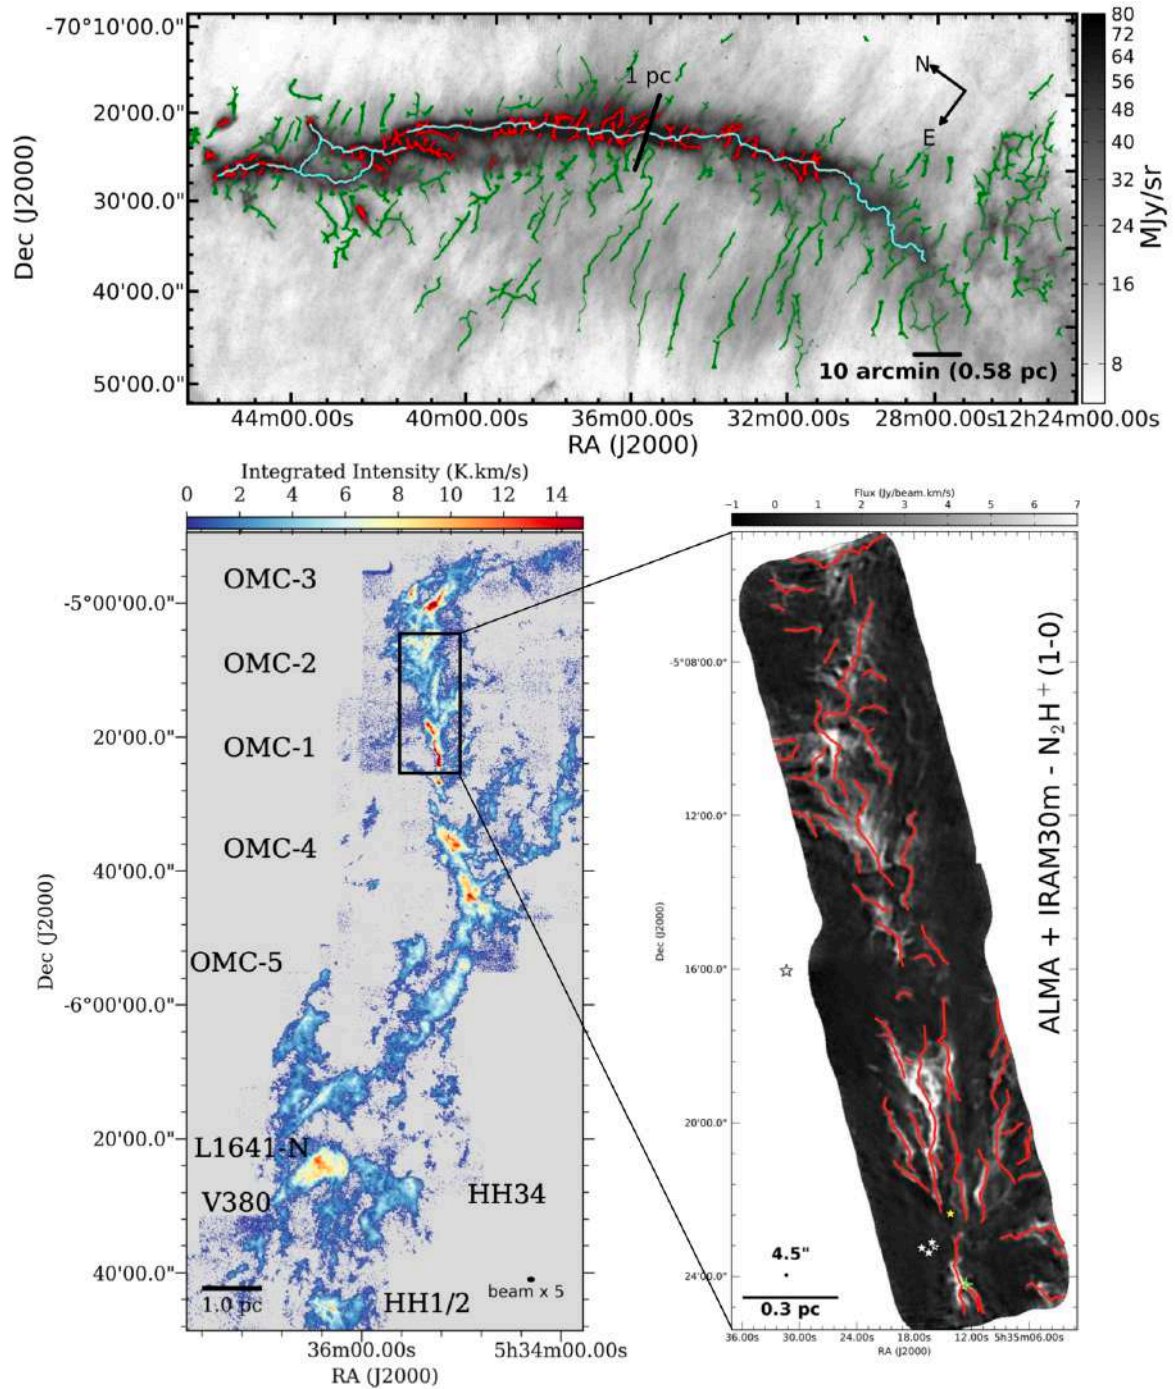 -70°10'00.0"
20'00.0"
30'00.0"
40'00.0"
50'00.0"
Dec (J2000)
1 pc
N
E
10 arcmin (0.58 pc)
80
72
64
56
48
40
32
24
16
8
MJy/sr
44m00.00s 40m00.00s 36m00.00s 32m00.00s 28m00.00s 12h24m00.00s
RA (J2000)
Integrated Intensity (K.km/s)
0 2 4 6 8 10 14
OMC-3
-5°00'00.0"
OMC-2
20'00.0"
OMC-1
OMC-4
40'00.0"
OMC-5
-6°00'00.0"
L1641-N
20'00.0"
V380
HH34
40'00.0"
1.0 pc
beam x 5
HH1/2
Dec (J2000)
36m00.00s 5h34m00.00s
RA (J2000)
Flux (Jy/beam.km/s)
−1 0 1 2 3 4 5 6 7
ALMA + IRAM30m - N₂H⁺ (1-0)
-5°08'00.0"
12'00.0"
16'00.0"
20'00.0"
24'00.0"
Dec (J2000)
4.5"
0.3 pc
36.00s 30.00s 24.00s 18.00s 12.00s 5h35m06.00s
RA (J2000)